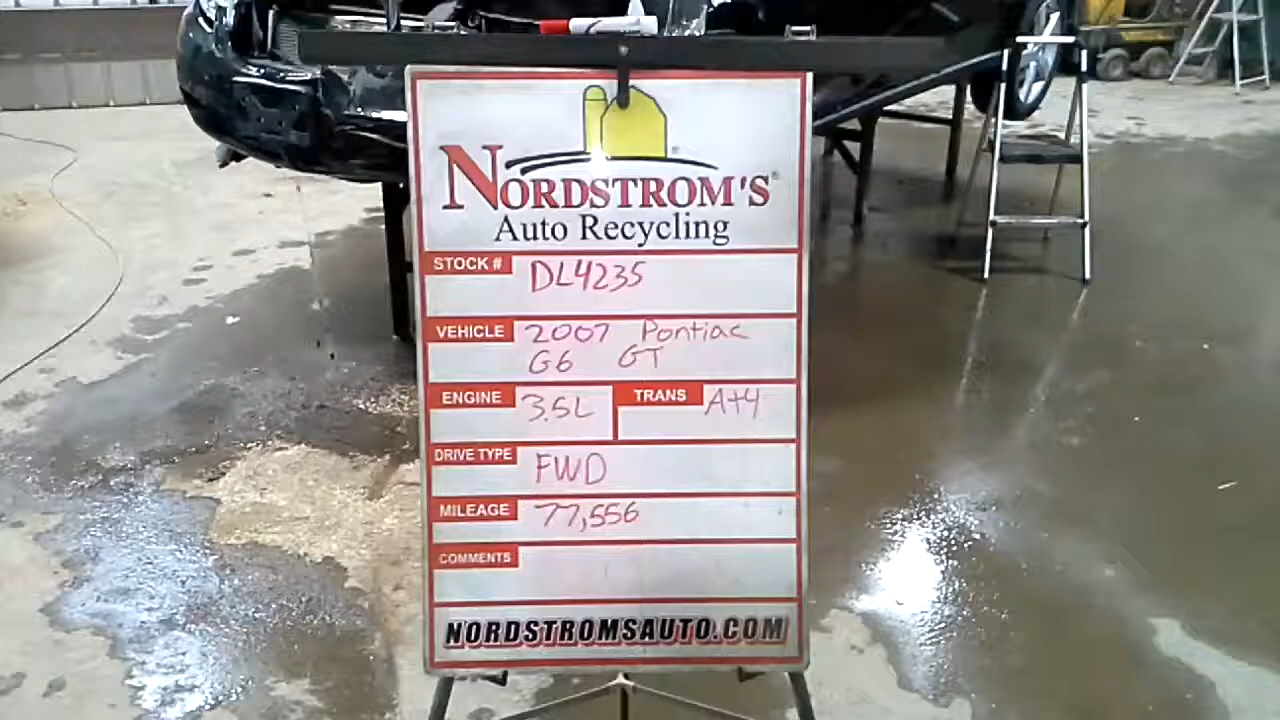 NORDSTROM'S®
Auto Recycling
STOCK # DL4235
VEHICLE 2007 Pontiac
G6 GT
ENGINE 3.5L TRANS A+4
DRIVE TYPE FWD
MILEAGE 77,556
COMMENTS
NORDSTROMSAUTO.COM